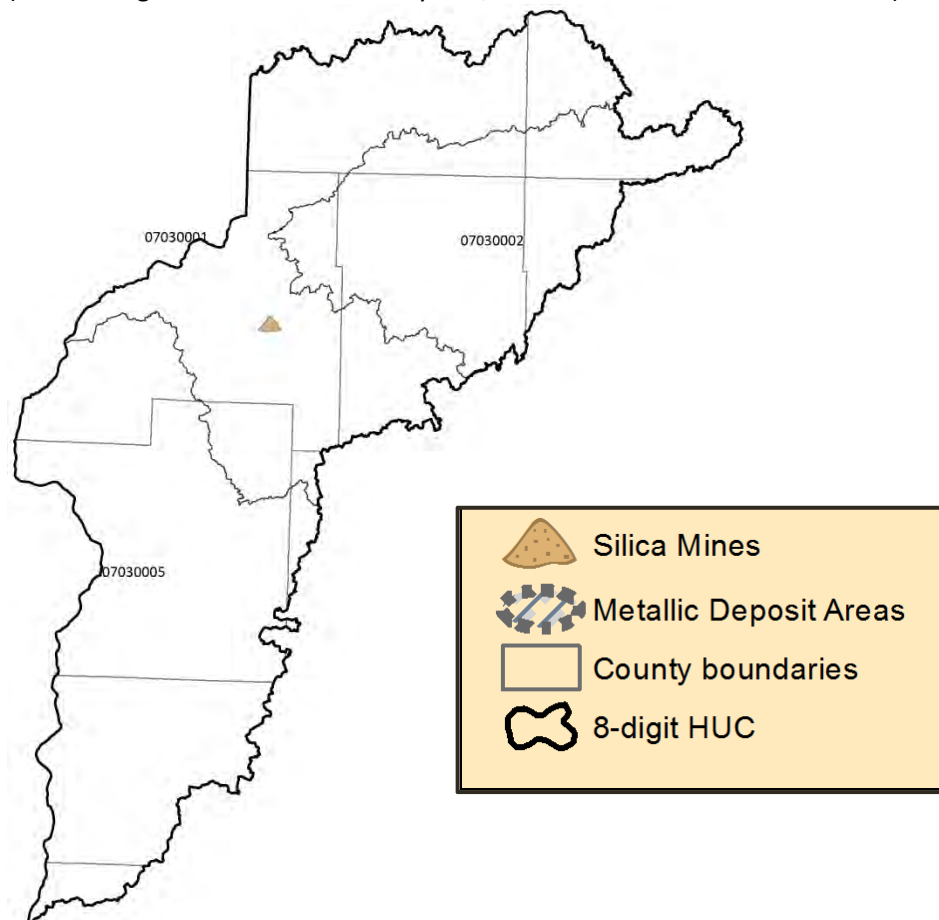 07030001
07030002
07030005
Silica Mines
Metallic Deposit Areas
County boundaries
8-digit HUC